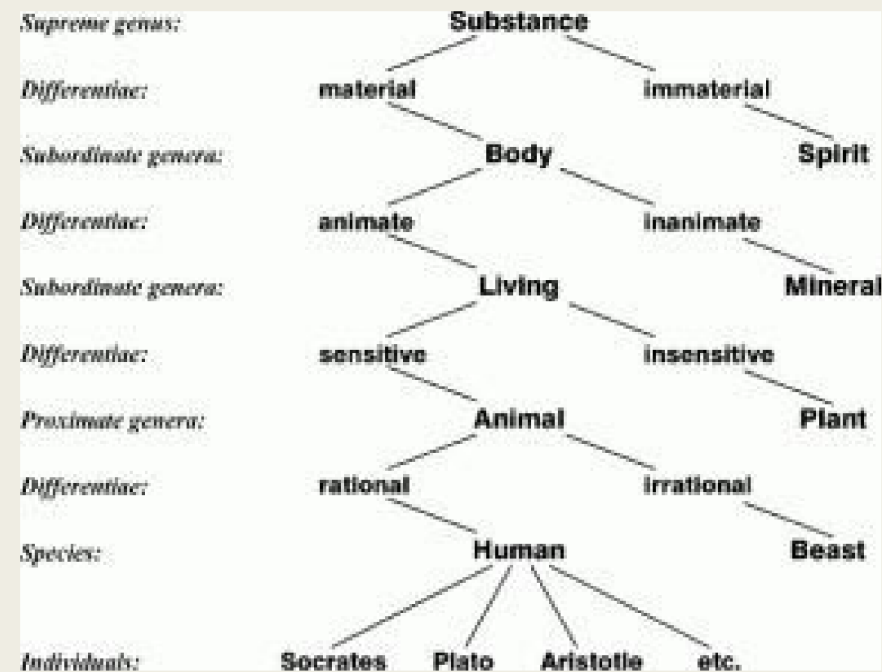 Supreme genus: Substance
Differentiae: material immaterial
Subordinate genera: Body Spirit
Differentiae: animate inanimate
Subordinate genera: Living Mineral
Differentiae: sensitive insensitive
Proximate genera: Animal Plant
Differentiae: rational irrational
Species: Human Beast
Individuals: Socrates Plato Aristotle etc.